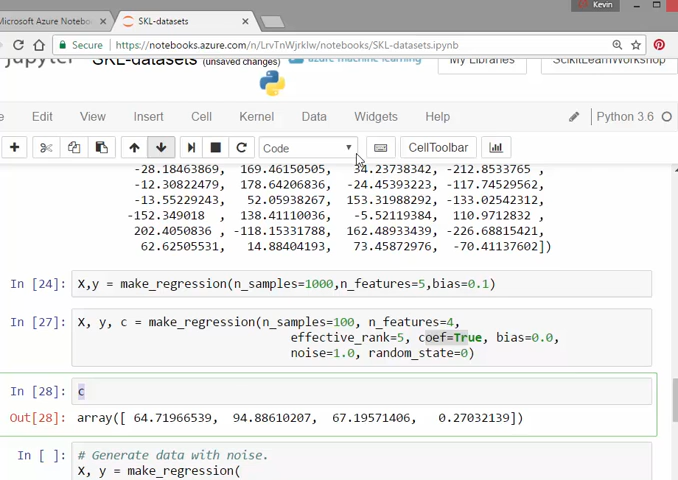 Kevin
Microsoft Azure Notebo
SKL-datasets
Secure https://notebooks.azure.com/n/LrvTnWjrklw/notebooks/SKL-datasets.ipynb
jupyter SKL-datasets (unsaved changes) azure machine learning My Libraries ScikitLearnWorkshop
Edit View Insert Cell Kernel Data Widgets Help Python 3.6
Code CellToolbar
-28.18463869, 169.46150505, 34.23738342, -212.8533765 ,
-12.30822479, 178.64206836, -24.45393223, -117.74529562,
-13.55229243, 52.05938267, 153.31988292, -133.02542312,
-152.349018 , 138.41110036, -5.52119384, 110.9712832 ,
202.4050836 , -118.15331788, 162.48933439, -226.68815421,
62.62505531, 14.88404193, 73.45872976, -70.41137602])
In [24]: X,y = make_regression(n_samples=1000,n_features=5,bias=0.1)
In [27]: X, y, c = make_regression(n_samples=100, n_features=4,
effective_rank=5, coef=True, bias=0.0,
noise=1.0, random_state=0)
In [28]: c
Out[28]: array([ 64.71966539, 94.88610207, 67.19571406, 0.27032139])
In [ ]: # Generate data with noise.
X, y = make_regression(